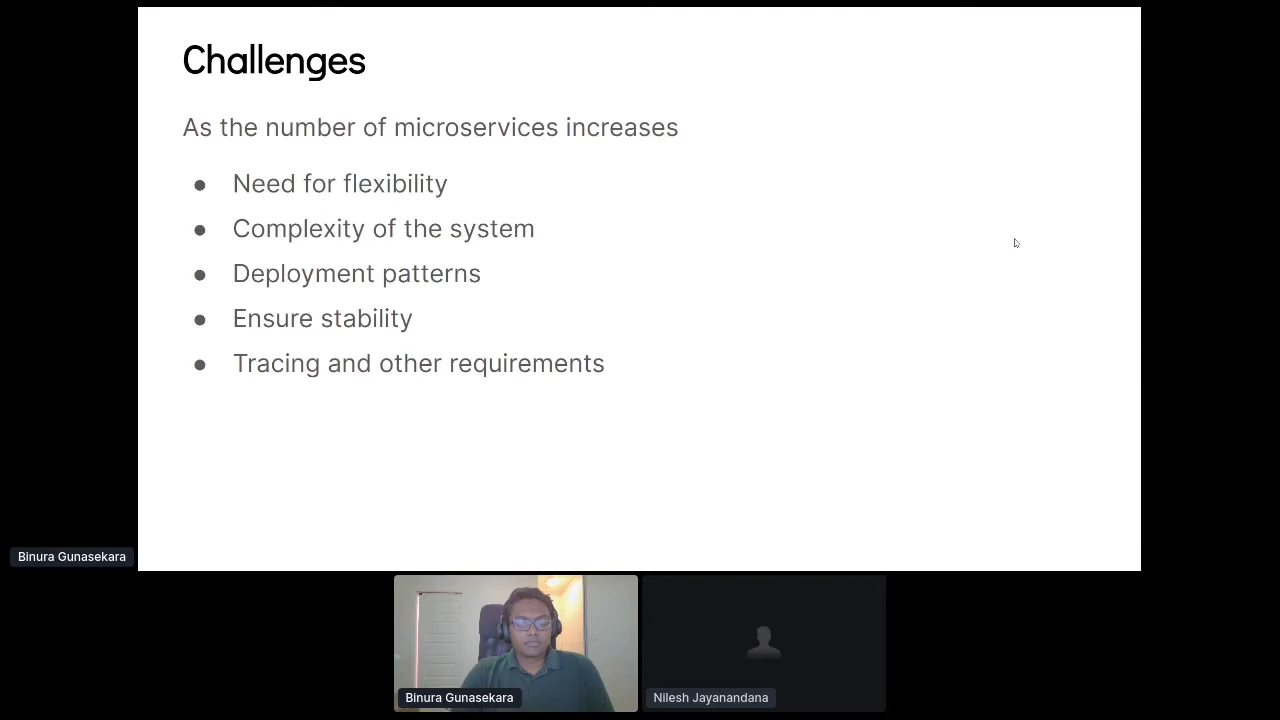 Challenges
As the number of microservices increases
● Need for flexibility
● Complexity of the system
● Deployment patterns
● Ensure stability
● Tracing and other requirements
Binura Gunasekara
Binura Gunasekara
Nilesh Jayanandana